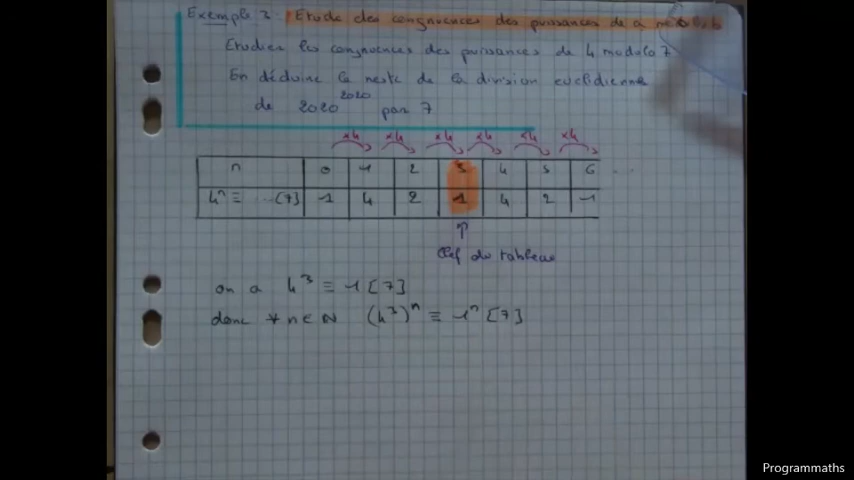 Exemple 2 : Etude des congruences des puissances de a modulo b
Etudier les congruences des puissances de 4 modulo 7
En déduire le reste de la division euclidienne
de 2020^2020 par 7
×4 ×4 ×4 ×4 ×4 ×4
n 0 1 2 3 4 5 6 ...
4^n ≡ ...[7] 1 4 2 1 4 2 1
↑
Clef du tableau
on a 4^3 ≡ 1 [7]
donc ∀ n ∈ ℕ (4^3)^n ≡ 1^n [7]
Programmaths